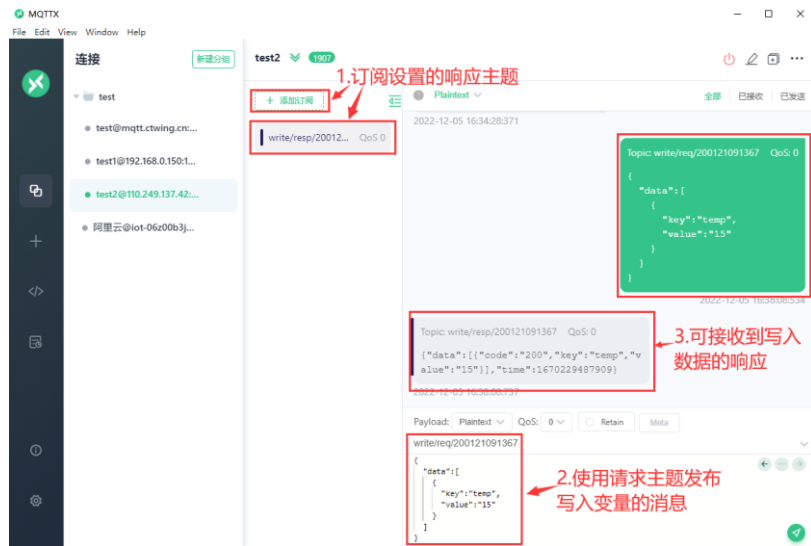 MQTTX
File Edit View Window Help
连接
新建分组
test
test@mqtt.ctwing.cn:...
test1@192.168.0.150:1...
test2@110.249.137.42:...
阿里云@iot-06z00b3j...
test2
1907
1.订阅设置的响应主题
+ 添加订阅
write/resp/20012... QoS 0
Plaintext
全部 已接收 已发送
2022-12-05 16:34:28:371
Topic: write/req/200121091367 QoS: 0
{
"data":[
{
"key":"temp",
"value":"15"
}
]
}
2022-12-05 16:38:08:534
Topic: write/resp/200121091367 QoS: 0
{"data":[{"code":"200","key":"temp","v
alue":"15"}],"time":1670229487909}
3.可接收到写入
数据的响应
Payload: Plaintext QoS: 0 Retain Meta
write/req/200121091367
{
"data":[
{
"key":"temp",
"value":"15"
}
]
}
2.使用请求主题发布
写入变量的消息